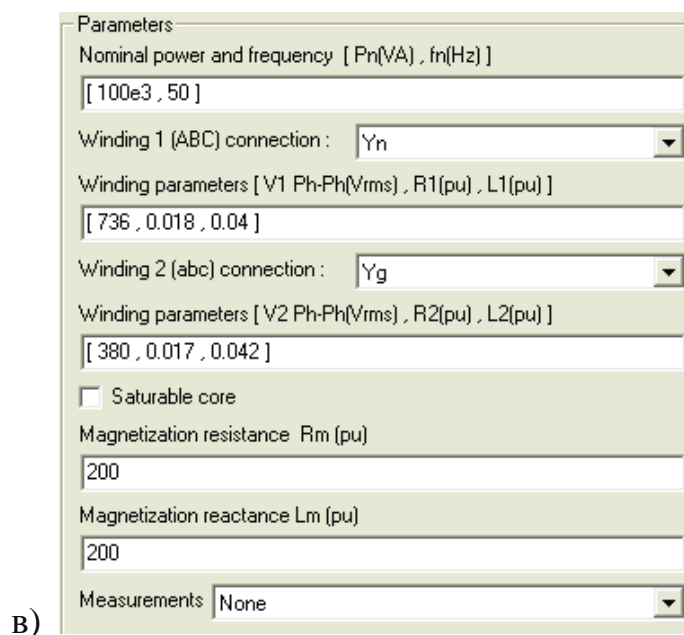 Parameters
Nominal power and frequency [ Pn(VA) , fn(Hz) ]
[ 100e3 , 50 ]
Winding 1 (ABC) connection : Yn
Winding parameters [ V1 Ph-Ph(Vrms) , R1(pu) , L1(pu) ]
[ 736 , 0.018 , 0.04 ]
Winding 2 (abc) connection : Yg
Winding parameters [ V2 Ph-Ph(Vrms) , R2(pu) , L2(pu) ]
[ 380 , 0.017 , 0.042 ]
Saturable core
Magnetization resistance Rm (pu)
200
Magnetization reactance Lm (pu)
200
Measurements None
в)